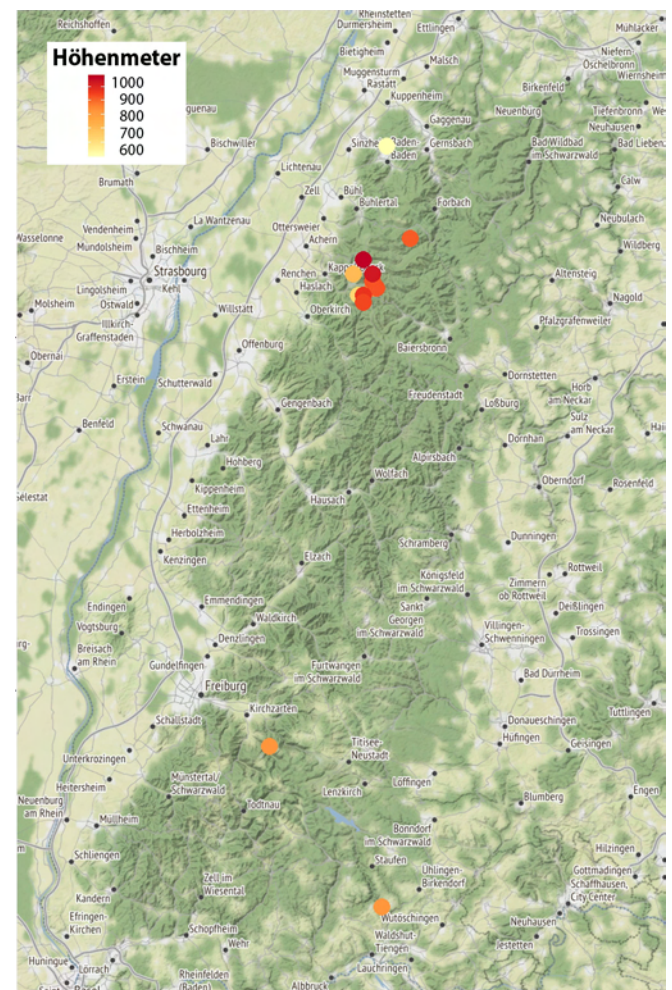 Rheinstetten
Reichshoffen
Durmersheim
Ettlingen
Mühlacker
Bietigheim
Niefern
Öschelbronn
Höhenmeter
Malsch
Wiernsheim
Muggensturm
Rastatt
1000
900
800
700
600
Birkenfeld
Kuppenheim
Neuenburg
Tiefenbronn
We
guenau
Gaggenau
Neuhausen
Bischwiller
Sinzhe
Baden-
Baden
Gernsbach
Bad Wildbad
im Schwarzwald
Bad Lieben
Lichtenau
Brumath
Zell
Bühl
Calw
Bühlertal
Forbach
La Wantzenau
Ottersweier
Neubulach
Vendenheim
Wasselonne
Mundolsheim
Achern
Bischheim
Wildberg
Strasbourg
Renchen
Kapp
Altensteig
Lingolsheim
Kehl
Haslach
Molsheim
Ostwald
Nagold
Illkirch-
Graffenstaden
Willstätt
Oberkirch
Pfalzgrafenweiler
Obernai
Offenburg
Baiersbronn
Erstein
Schutterwald
Dornstetten
Horb
am Neckar
Barr
Freudenstadt
Gengenbach
Loßburg
Benfeld
Schwanau
Sulz
am Neckar
Hai
Lahr
Dornhan
Alpirsbach
Hohberg
Wolfach
Kippenheim
Oberndorf
Rosenfeld
Selestat
Hausach
Ettenheim
Herbolzheim
Schramberg
Dunningen
Kenzingen
Elzach
Königsfeld
im Schwarzwald
Zimmern
ob Rottweil
Rottweil
Endingen
Emmendingen
Sankt
Georgen
im Schwarzwald
Deißlingen
Vogtsburg
Waldkirch
Villingen-
Schwenningen
Trossingen
Denzlingen
Breisach
am Rhein
Gundelfingen
Furtwangen
im Schwarzwald
Bad Dürrheim
Freiburg
Kirchzarten
Tuttlingen
Schallstadt
Donaueschingen
Hüfingen
Titisee-
Neustadt
Geisingen
Unterkrozingen
Heitersheim
Münstertal/
Schwarzwald
Löffingen
Lenzkirch
Engen
Neuenburg
am Rhein
Todtnau
Blumberg
Müllheim
Bonndorf
im Schwarzwald
Schliengen
Hilzingen
Staufen
Kandern
Zell im
Wiesental
Ühlingen-
Birkendorf
Gottmadingen
Schaffhausen,
City Center
Efringen-
Kirchen
Schopfheim
Wutöschingen
Neuhausen
Wehr
Waldshut-
Tiengen
Jestetten
Huningue
Lörrach
Rheinfelden
(Baden)
Lauchringen
Albbruck